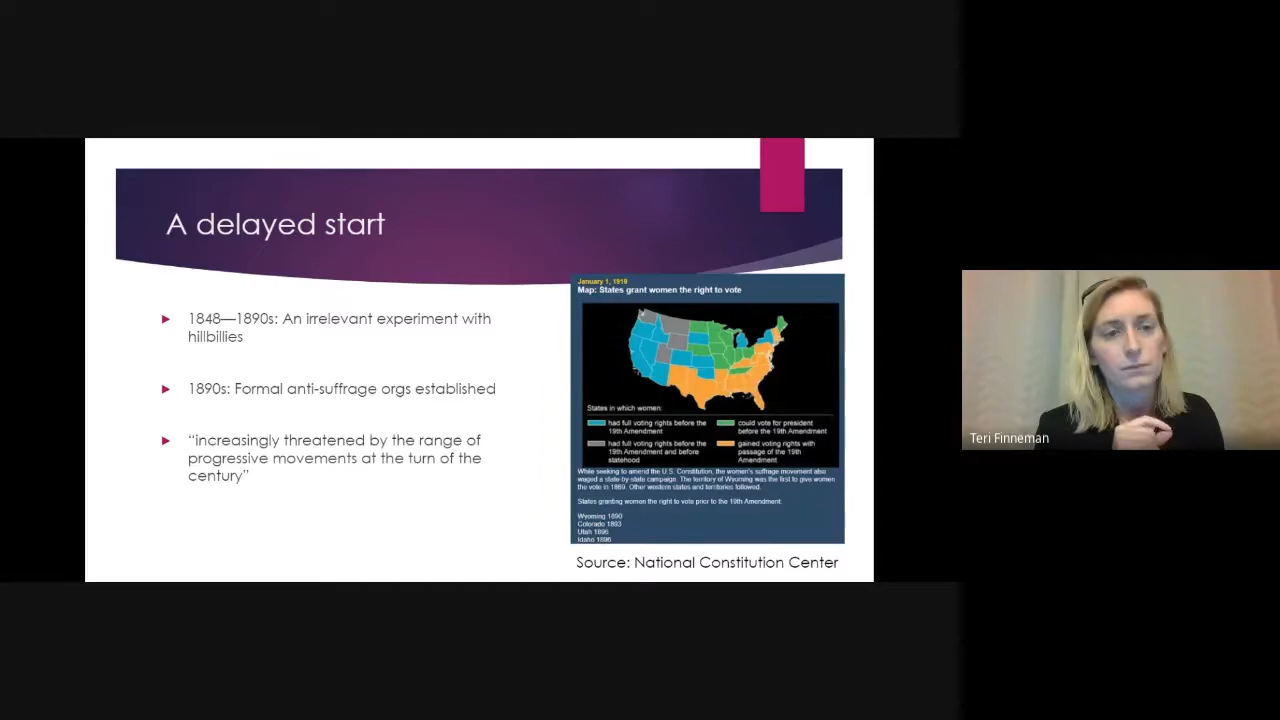 A delayed start
1848—1890s: An irrelevant experiment with
hillbillies
1890s: Formal anti-suffrage orgs established
“increasingly threatened by the range of
progressive movements at the turn of the
century”
January 1, 1919
Map: States grant women the right to vote
States in which women:
had full voting rights before the
19th Amendment
could vote for president
before the 19th Amendment
had full voting rights before the
19th Amendment and before
statehood
gained voting rights with
passage of the 19th
Amendment
While seeking to amend the U.S. Constitution, the women's suffrage movement also
waged a state-by-state campaign. The territory of Wyoming was the first to give women
the vote in 1869. Other western states and territories followed.
States granting women the right to vote prior to the 19th Amendment:
Wyoming 1890
Colorado 1893
Utah 1896
Idaho 1896
Source: National Constitution Center
Teri Finneman